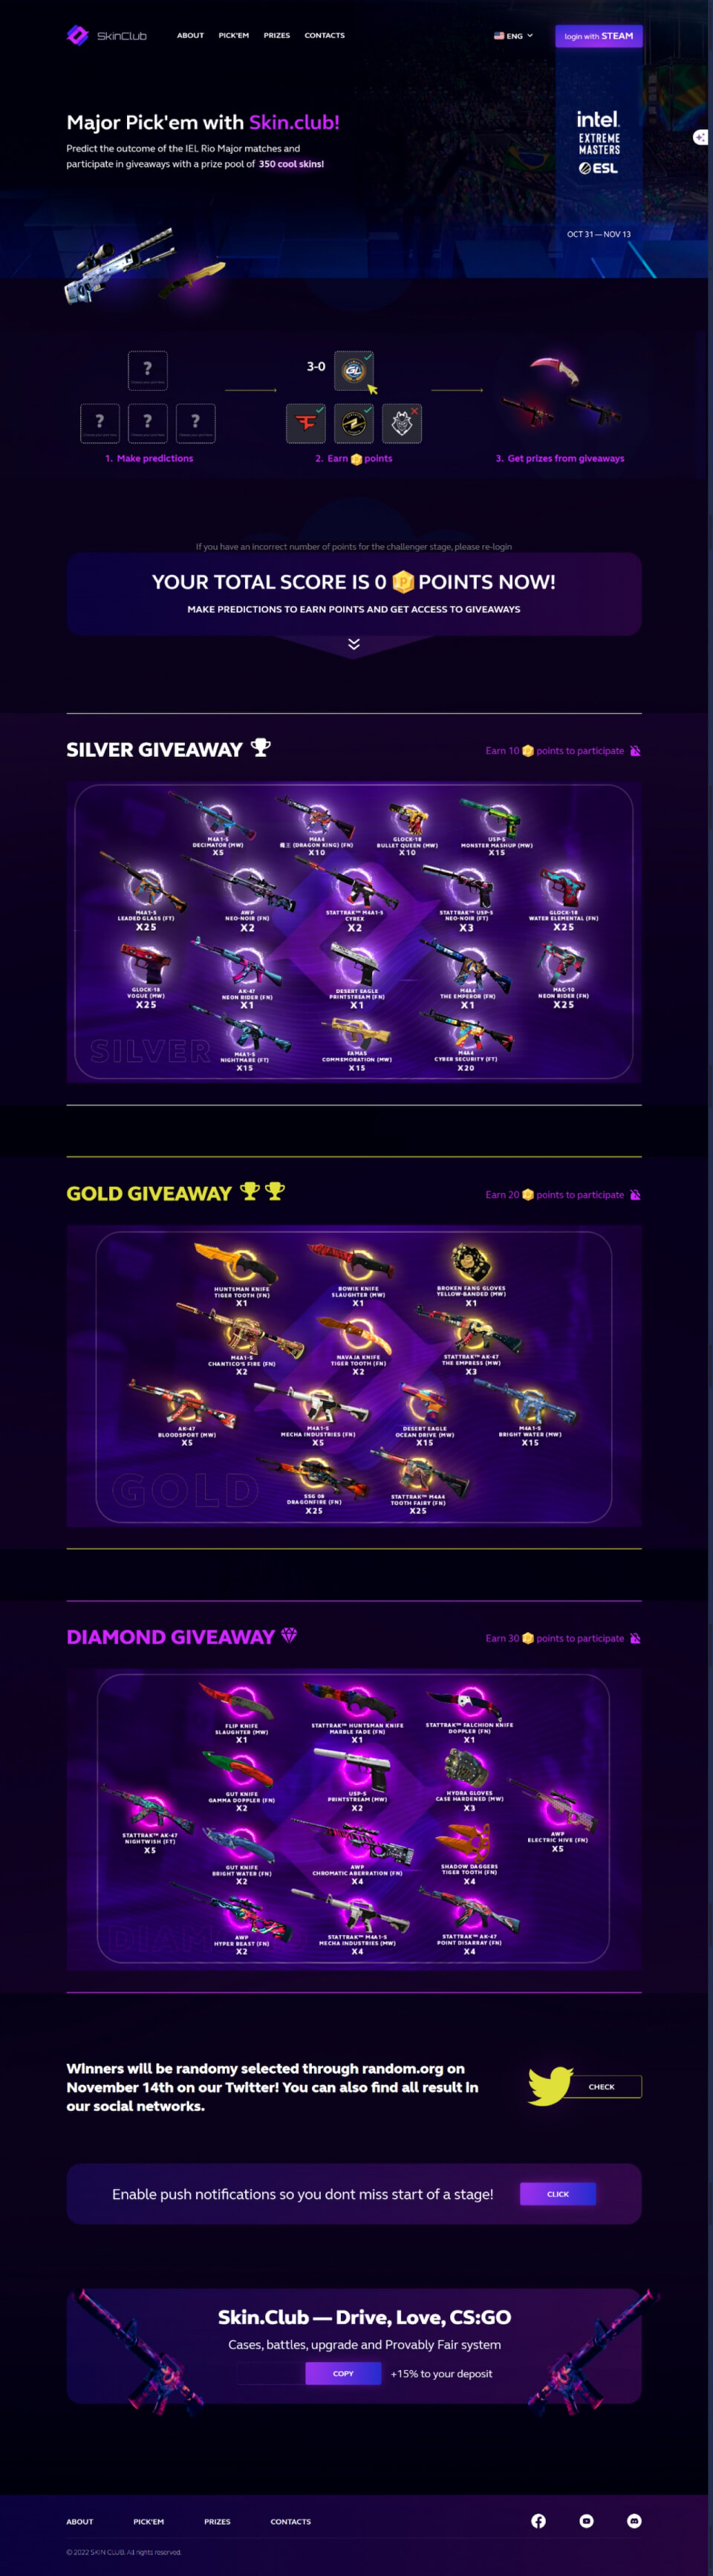 SkinClub
ABOUT PICK'EM PRIZES CONTACTS
ENG
login with STEAM
Major Pick'em with Skin.club!
Predict the outcome of the IEL Rio Major matches and
participate in giveaways with a prize pool of 350 cool skins!
intel.
EXTREME
MASTERS
ESL
OCT 31 — NOV 13
?
3-0
GL
? ? ?
1. Make predictions
2. Earn points
3. Get prizes from giveaways
If you have an incorrect number of points for the challenger stage, please re-login
YOUR TOTAL SCORE IS 0 P POINTS NOW!
MAKE PREDICTIONS TO EARN POINTS AND GET ACCESS TO GIVEAWAYS
SILVER GIVEAWAY
Earn 10 points to participate
M4A1-S
DECIMATOR (MW)
X5
M4A4
龍王 (DRAGON KING) (FN)
X10
GLOCK-18
BULLET QUEEN (MW)
X10
USP-S
MONSTER MASHUP (MW)
X15
M4A1-S
LEADED GLASS (FT)
X25
AWP
NEO-NOIR (FN)
X2
STATTRAK™ M4A1-S
CYREX
X2
STATTRAK™ USP-S
NEO-NOIR (FT)
X3
GLOCK-18
WATER ELEMENTAL (FN)
X25
GLOCK-18
VOGUE (MW)
X25
AK-47
NEON RIDER (FN)
X1
DESERT EAGLE
PRINTSTREAM (FN)
X1
M4A4
THE EMPEROR (FN)
X1
MAC-10
NEON RIDER (FN)
X25
SILVER
M4A1-S
NIGHTMARE (FT)
X15
FAMAS
COMMEMORATION (MW)
X15
M4A4
CYBER SECURITY (FT)
X20
GOLD GIVEAWAY
Earn 20 points to participate
HUNTSMAN KNIFE
TIGER TOOTH (FN)
X1
BOWIE KNIFE
SLAUGHTER (MW)
X1
BROKEN FANG GLOVES
YELLOW-BANDED (MW)
X1
M4A1-S
CHANTICO'S FIRE (FN)
X2
NAVAJA KNIFE
TIGER TOOTH (FN)
X2
STATTRAK™ AK-47
THE EMPRESS (MW)
X3
AK-47
BLOODSPORT (MW)
X5
M4A1-S
MECHA INDUSTRIES (FN)
X5
DESERT EAGLE
OCEAN DRIVE (MW)
X15
M4A1-S
BRIGHT WATER (MW)
X15
GOLD
SSG 08
DRAGONFIRE (FN)
X25
STATTRAK™ M4A4
TOOTH FAIRY (FN)
X25
DIAMOND GIVEAWAY
Earn 30 points to participate
FLIP KNIFE
SLAUGHTER (MW)
X1
STATTRAK™ HUNTSMAN KNIFE
MARBLE FADE (FN)
X1
STATTRAK™ FALCHION KNIFE
DOPPLER (FN)
X1
GUT KNIFE
GAMMA DOPPLER (FN)
X2
USP-S
PRINTSTREAM (MW)
X2
HYDRA GLOVES
CASE HARDENED (MW)
X3
STATTRAK™ AK-47
NIGHTWISH (FT)
X5
AWP
ELECTRIC HIVE (FN)
X5
GUT KNIFE
BRIGHT WATER (FN)
X2
AWP
CHROMATIC ABERRATION (FN)
X4
SHADOW DAGGERS
TIGER TOOTH (FN)
X4
AWP
HYPER BEAST (FN)
X2
STATTRAK™ M4A1-S
MECHA INDUSTRIES (MW)
X4
STATTRAK™ AK-47
POINT DISARRAY (FN)
X4
Winners will be randomy selected through random.org on
November 14th on our Twitter! You can also find all result in
our social networks.
CHECK
Enable push notifications so you dont miss start of a stage!
CLICK
Skin.Club — Drive, Love, CS:GO
Cases, battles, upgrade and Provably Fair system
COPY
+15% to your deposit
ABOUT PICK'EM PRIZES CONTACTS
© 2022 SKIN CLUB. All rights reserved.